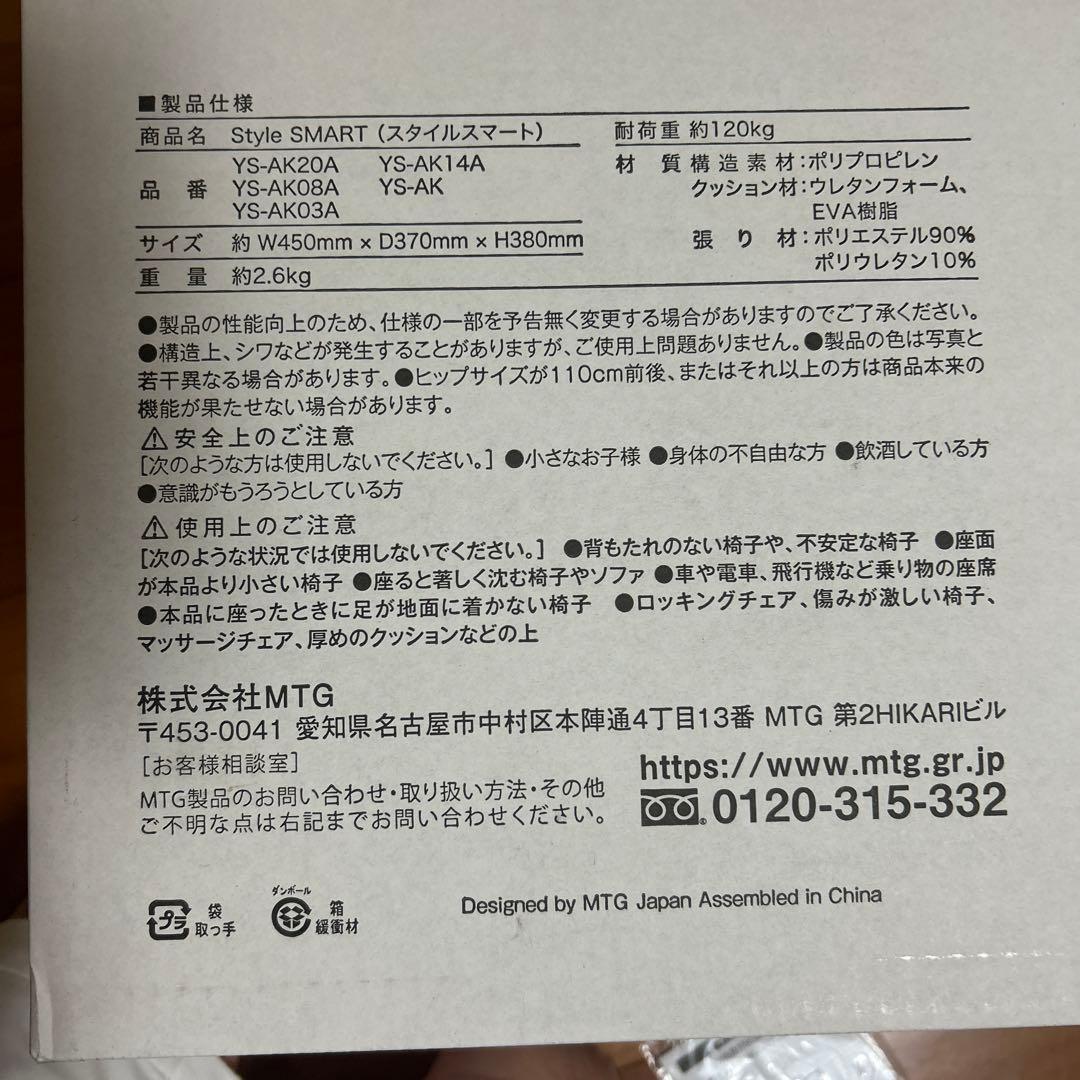 ■製品仕様
商品名 Style SMART（スタイルスマート）
品番 YS-AK20A YS-AK14A
YS-AK08A YS-AK
YS-AK03A
サイズ 約 W450mm × D370mm × H380mm
重量 約2.6kg
耐荷重 約120kg
材質 構造素材：ポリプロピレン
クッション材：ウレタンフォーム、
EVA樹脂
張り材：ポリエステル90%
ポリウレタン10%
●製品の性能向上のため、仕様の一部を予告無く変更する場合がありますのでご了承ください。
●構造上、シワなどが発生することがありますが、ご使用上問題ありません。●製品の色は写真と
若干異なる場合があります。●ヒップサイズが110cm前後、またはそれ以上の方は商品本来の
機能が果たせない場合があります。
⚠ 安全上のご注意
［次のような方は使用しないでください。］ ●小さなお子様 ●身体の不自由な方 ●飲酒している方
●意識がもうろうとしている方
⚠ 使用上のご注意
［次のような状況では使用しないでください。］ ●背もたれのない椅子や、不安定な椅子 ●座面
が本品より小さい椅子 ●座ると著しく沈む椅子やソファ ●車や電車、飛行機など乗り物の座席
●本品に座ったときに足が地面に着かない椅子 ●ロッキングチェア、傷みが激しい椅子、
マッサージチェア、厚めのクッションなどの上
株式会社MTG
〒453-0041 愛知県名古屋市中村区本陣通4丁目13番 MTG 第2HIKARIビル
［お客様相談室］
MTG製品のお問い合わせ・取り扱い方法・その他
ご不明な点は右記までお問い合わせください。
https://www.mtg.gr.jp
0120-315-332
プラ 袋
取っ手
ダンボール
箱
緩衝材
Designed by MTG Japan Assembled in China